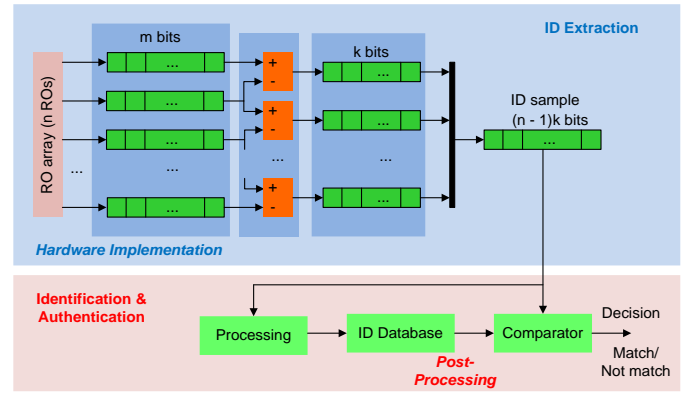 m bits
ID Extraction
k bits
RO array (n ROs)
...
+
-
...
ID sample
(n - 1)k bits
...
+
-
...
...
...
...
...
...
...
...
+
-
...
...
Hardware Implementation
Identification &
Authentication
Processing
ID Database
Comparator
Decision
Match/
Not match
Post-
Processing